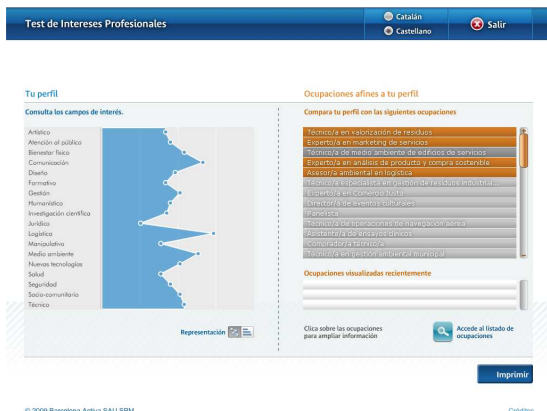 Test de Intereses Profesionales
Catalán
Castellano
Salir
Tu perfil
Consulta los campos de interés.
Artístico
Atención al público
Bienestar físico
Comunicación
Diseño
Formativo
Gestión
Humanística
Investigación científica
Jurídico
Logística
Manipulativo
Medio ambiente
Nuevas tecnologías
Salud
Seguridad
Socio-comunitario
Técnico
Representación
Ocupaciones afines a tu perfil
Compara tu perfil con las siguientes ocupaciones
Técnico/a en valorización de residuos
Experto/a en marketing de servicios
Técnico/a de medio ambiente de edificios de servicios
Experto/a en análisis de producto y compra sostenible
Asesor/a ambiental en logística
Técnico/a especialista en gestión de residuos industrial...
Experto/a en Comercio Justo
Director/a de eventos culturales
Panelista
Técnico/a de operaciones de navegación aérea
Asistente/a de ensayos clínicos
Comprador/a técnico/a
Técnico/a en gestión ambiental municipal
Ocupaciones visualizadas recientemente
Clica sobre las ocupaciones
para ampliar información
Accede al listado de
ocupaciones
Imprimir
© 2009 Barcelona Activa SAU SPM
Créditos